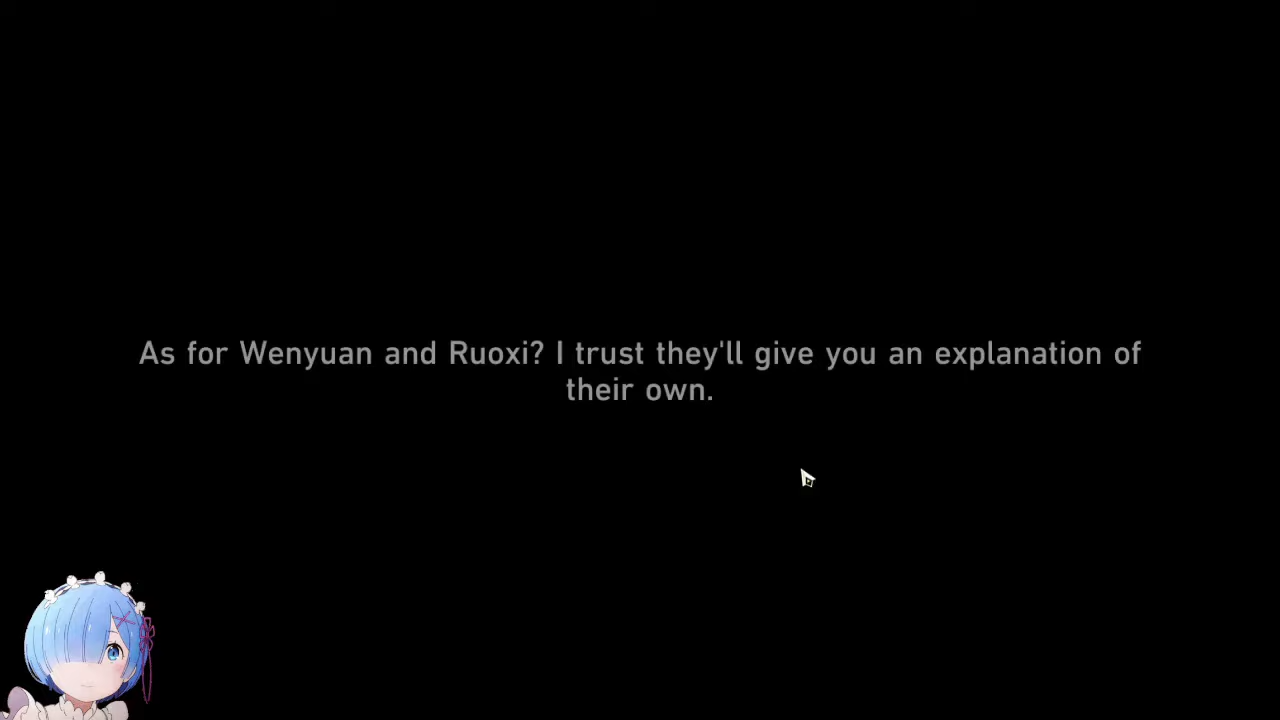 As for Wenyuan and Ruoxi? I trust they'll give you an explanation of
their own.